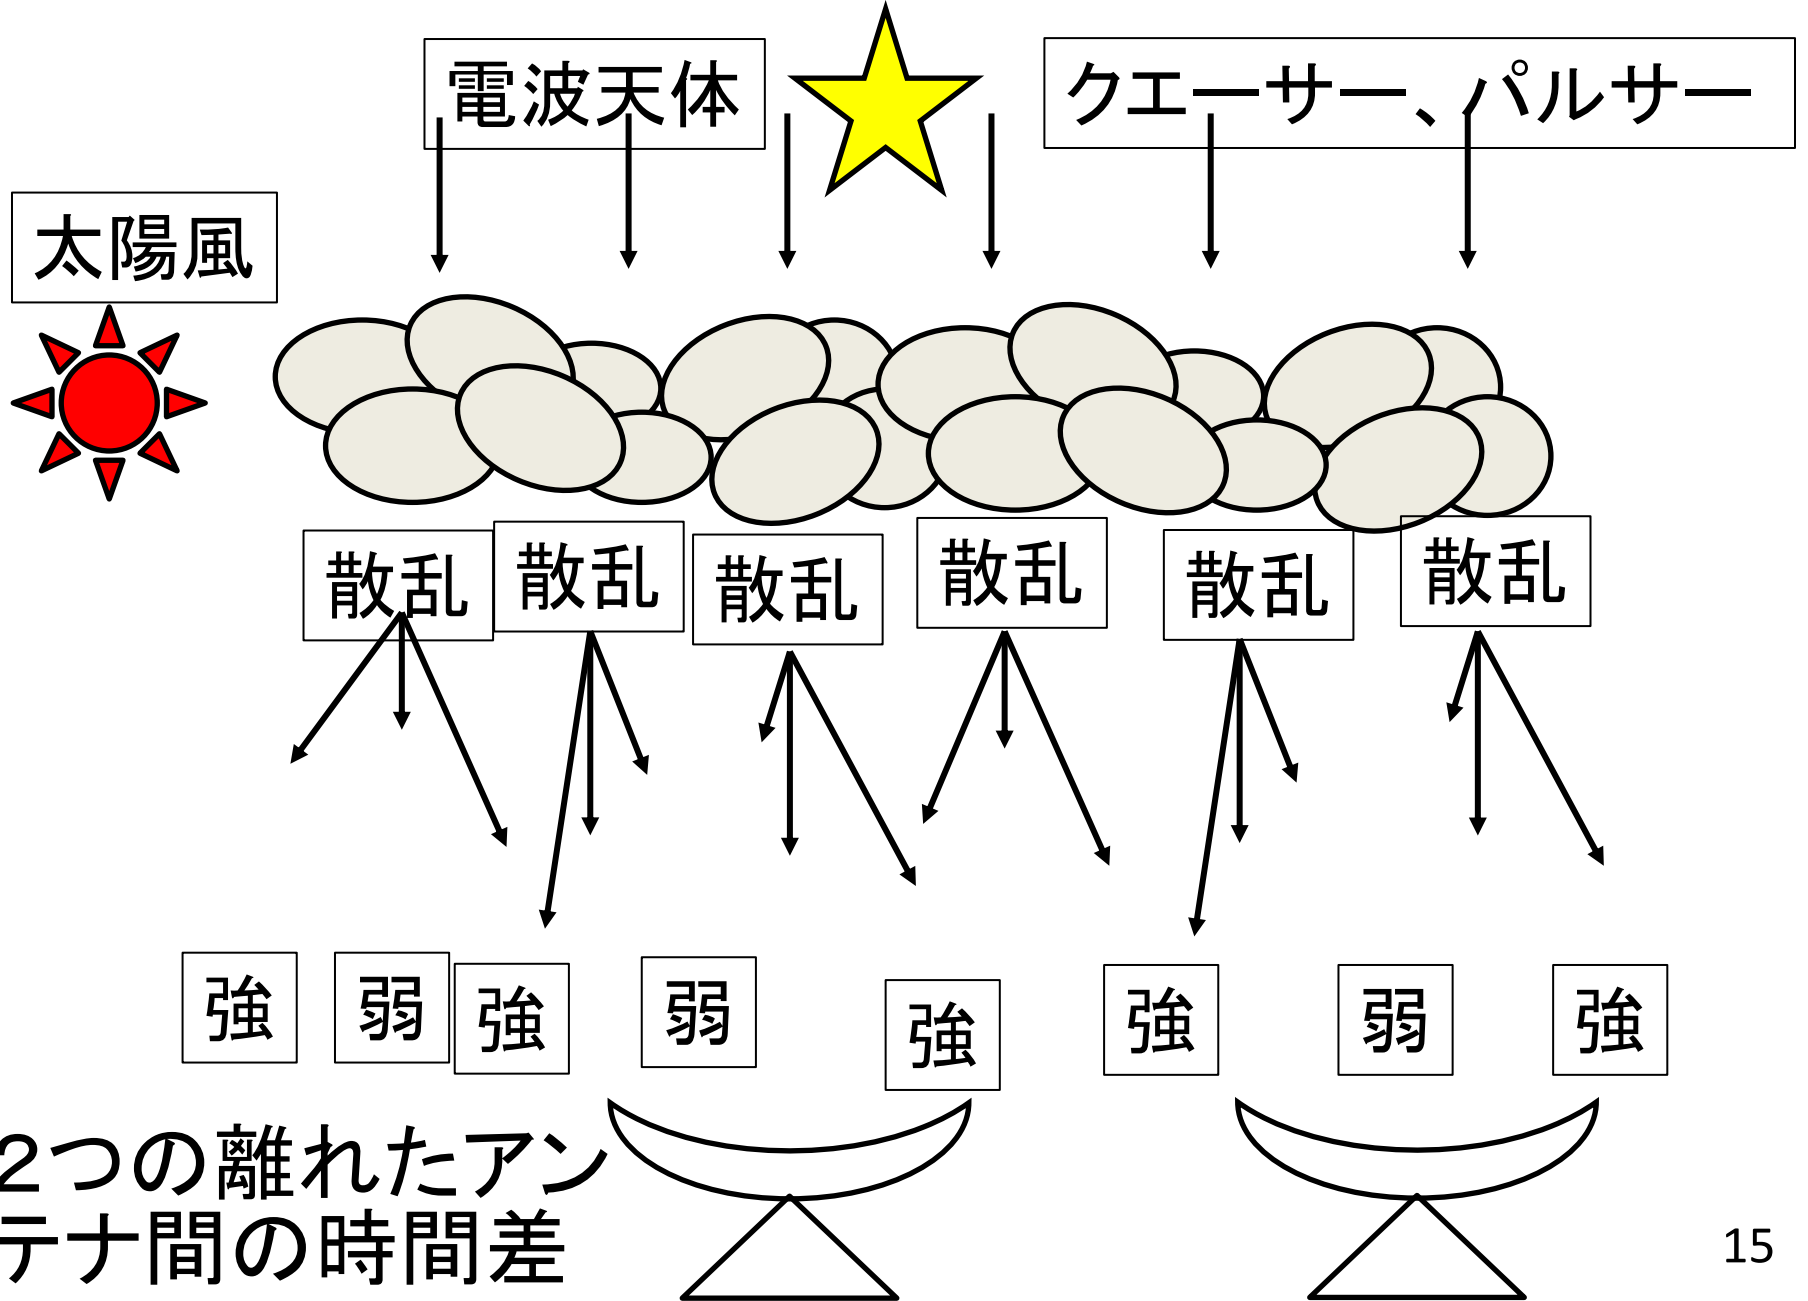 電波天体
クエーサー、パルサー
太陽風
散乱
散乱
散乱
散乱
散乱
散乱
強
弱
強
弱
強
強
弱
強
２つの離れたアン
テナ間の時間差
15